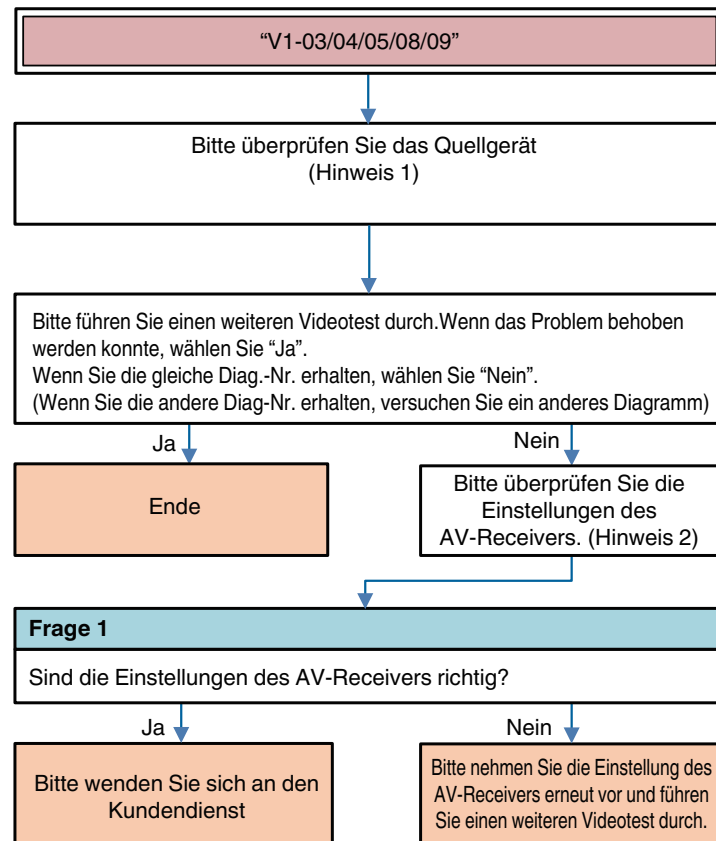 “V1-03/04/05/08/09”
Bitte überprüfen Sie das Quellgerät
(Hinweis 1)
Bitte führen Sie einen weiteren Videotest durch.Wenn das Problem behoben
werden konnte, wählen Sie “Ja”.
Wenn Sie die gleiche Diag.-Nr. erhalten, wählen Sie “Nein”.
(Wenn Sie die andere Diag-Nr. erhalten, versuchen Sie ein anderes Diagramm)
Ja
Nein
Ende
Bitte überprüfen Sie die
Einstellungen des
AV-Receivers. (Hinweis 2)
Frage 1
Sind die Einstellungen des AV-Receivers richtig?
Ja
Nein
Bitte wenden Sie sich an den
Kundendienst
Bitte nehmen Sie die Einstellung des
AV-Receivers erneut vor und führen
Sie einen weiteren Videotest durch.